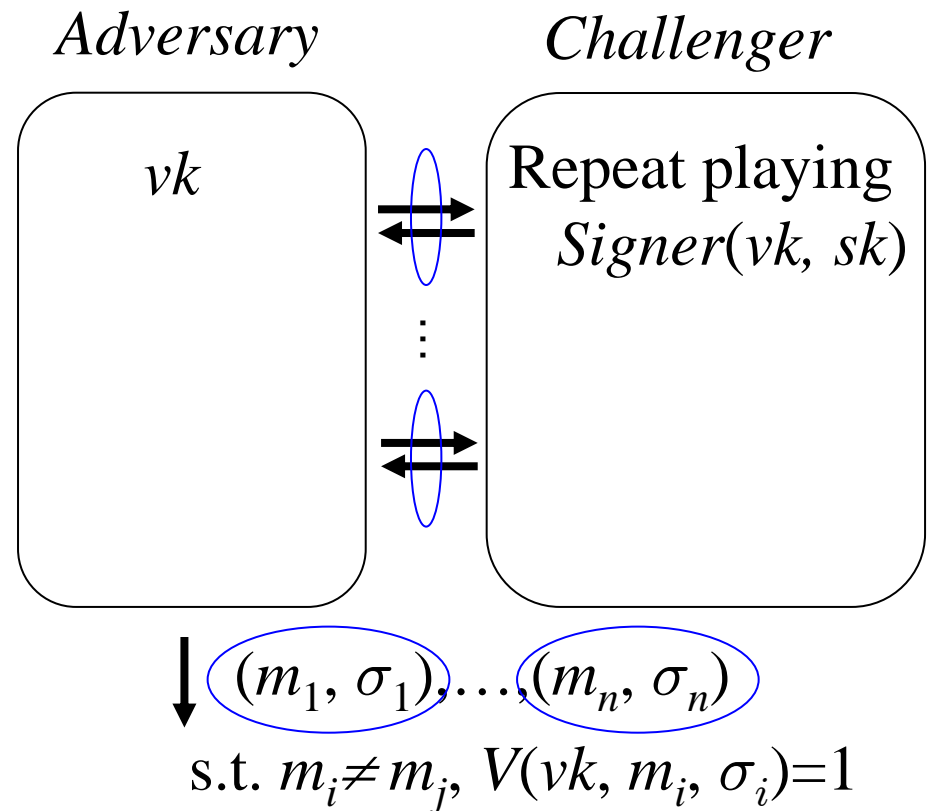 Adversary
Challenger
vk
Repeat playing
Signer(vk, sk)
⋮
(m₁, σ₁),…,(mₙ, σₙ)
s.t. mᵢ≠mⱼ, V(vk, mᵢ, σᵢ)=1